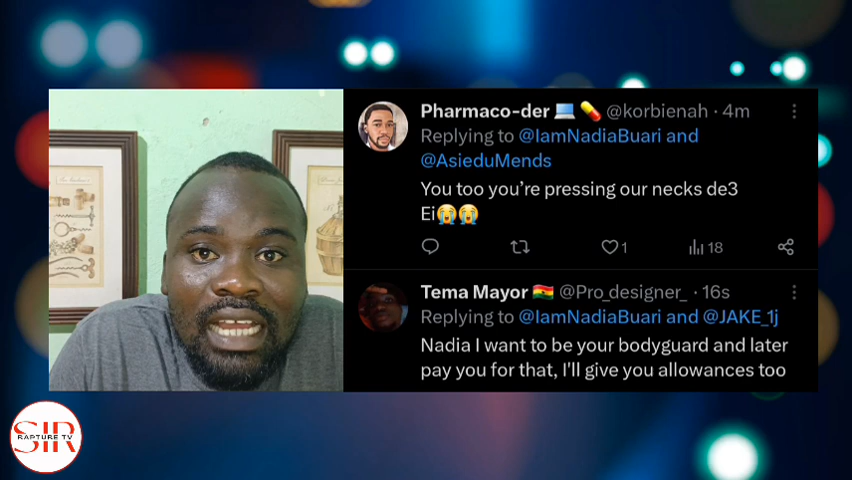 Pharmaco-der 💻 💊 @korbienah · 4m
Replying to @IamNadiaBuari and
@AsieduMends
You too you're pressing our necks de3
Ei😭😭
1
18
Tema Mayor 🇬🇭 @Pro_designer_ · 16s
Replying to @IamNadiaBuari and @JAKE_1j
Nadia I want to be your bodyguard and later
pay you for that, I'll give you allowances too
SIR
RAPTURE TV